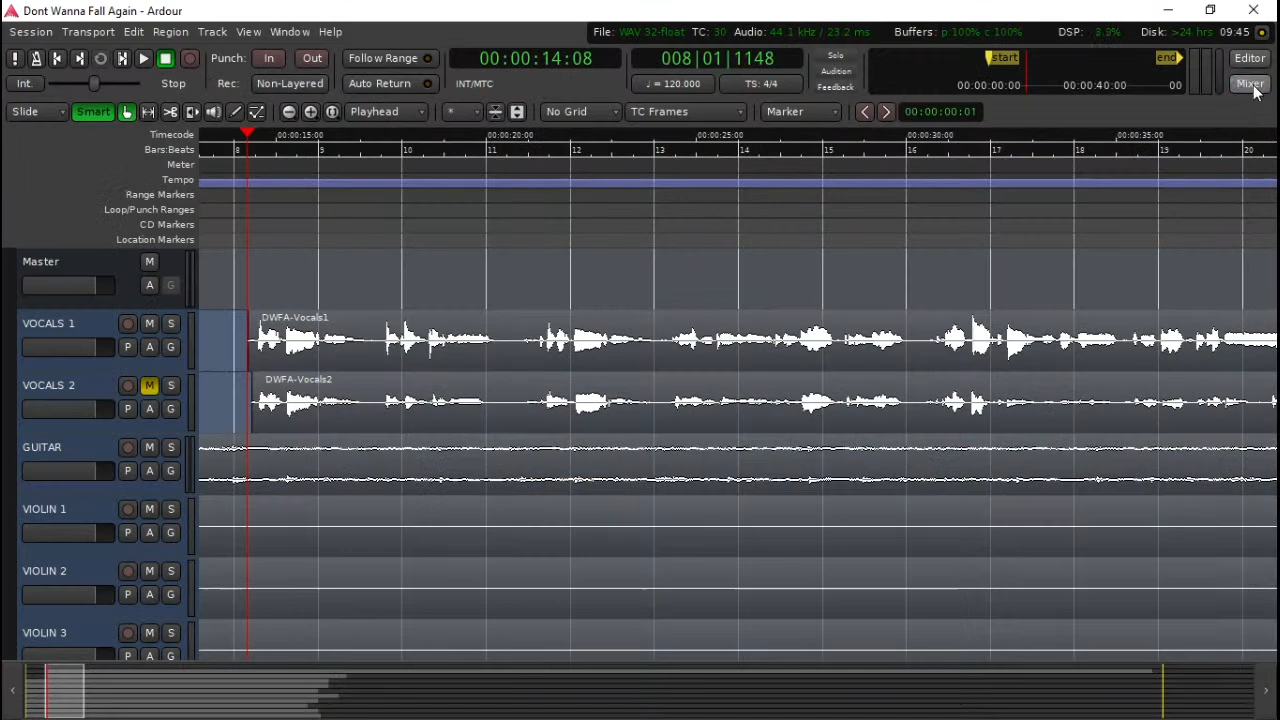 Dont Wanna Fall Again - Ardour
Session Transport Edit Region Track View Window Help
File: WAV 32-float TC: 30 Audio: 44.1 kHz / 23.2 ms Buffers: p:100% c:100% DSP: 3.9% Disk: >24 hrs 09:45
Punch: In Out Follow Range 00:00:14:08 008|01|1148 Solo Audition Feedback start end Editor
Int. Stop Rec: Non-Layered Auto Return INT/MTC ♩ = 120.000 TS: 4/4 00:00:00:00 00:00:40:00 00 Mixer
Slide Smart Playhead * No Grid TC Frames Marker 00:00:00:01
Timecode 00:00:15:00 00:00:20:00 00:00:25:00 00:00:30:00 00:00:35:00
Bars:Beats 8 9 10 11 12 13 14 15 16 17 18 19 20
Meter
Tempo
Range Markers
Loop/Punch Ranges
CD Markers
Location Markers
Master M
A G
VOCALS 1 M S DWFA-Vocals1
P A G
VOCALS 2 M S DWFA-Vocals2
P A G
GUITAR M S
P A G
VIOLIN 1 M S
P A G
VIOLIN 2 M S
P A G
VIOLIN 3 M S
P A G